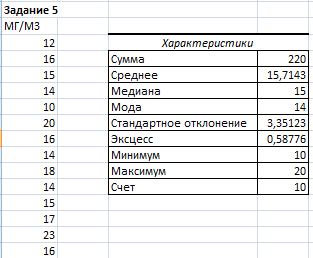 Задание 5
МГ/М3
12 Характеристики
16 Сумма 220
15 Среднее 15,7143
14 Медиана 15
10 Мода 14
20 Стандартное отклонение 3,35123
16 Эксцесс 0,58776
14 Минимум 10
18 Максимум 20
14 Счет 10
15
17
23
16